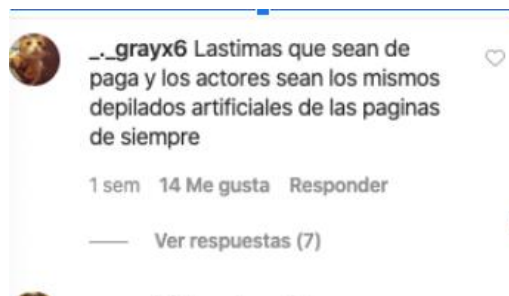 _._grayx6 Lastimas que sean de
paga y los actores sean los mismos
depilados artificiales de las paginas
de siempre
1 sem 14 Me gusta Responder
Ver respuestas (7)